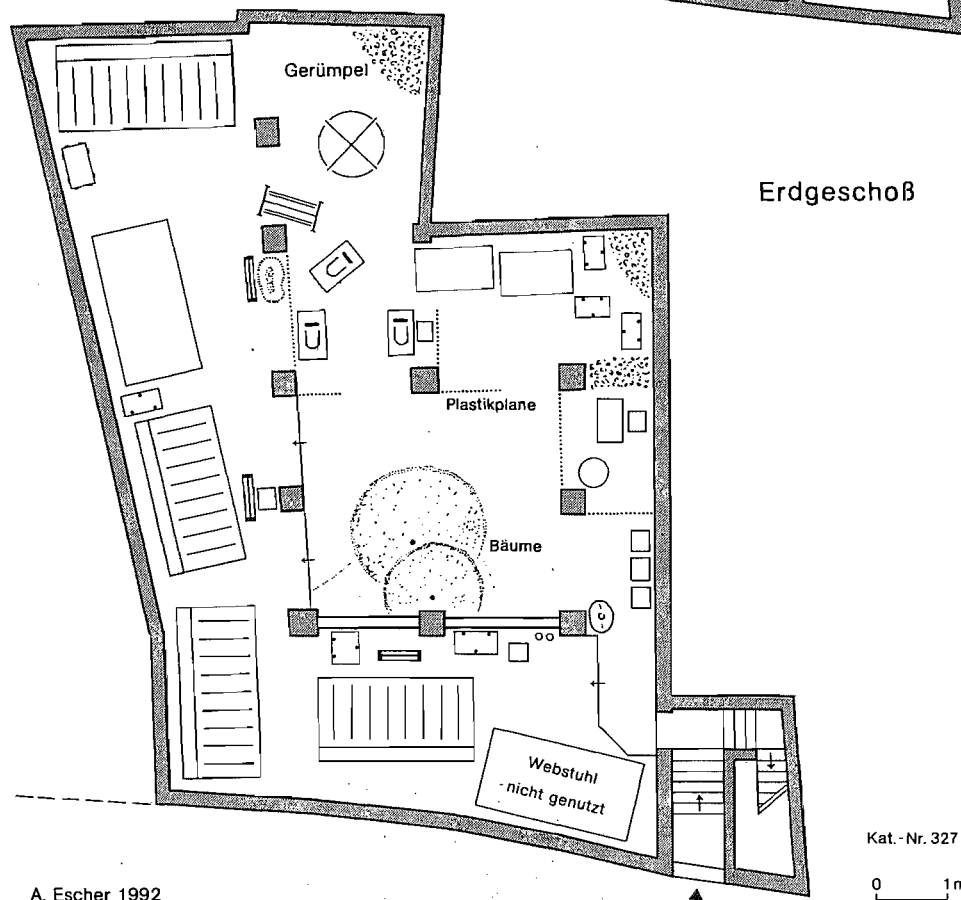 Gerümpel
Erdgeschoß
Plastikplane
Bäume
Webstuhl
- nicht genutzt
Kat.-Nr. 327
A. Escher 1992
0 1m